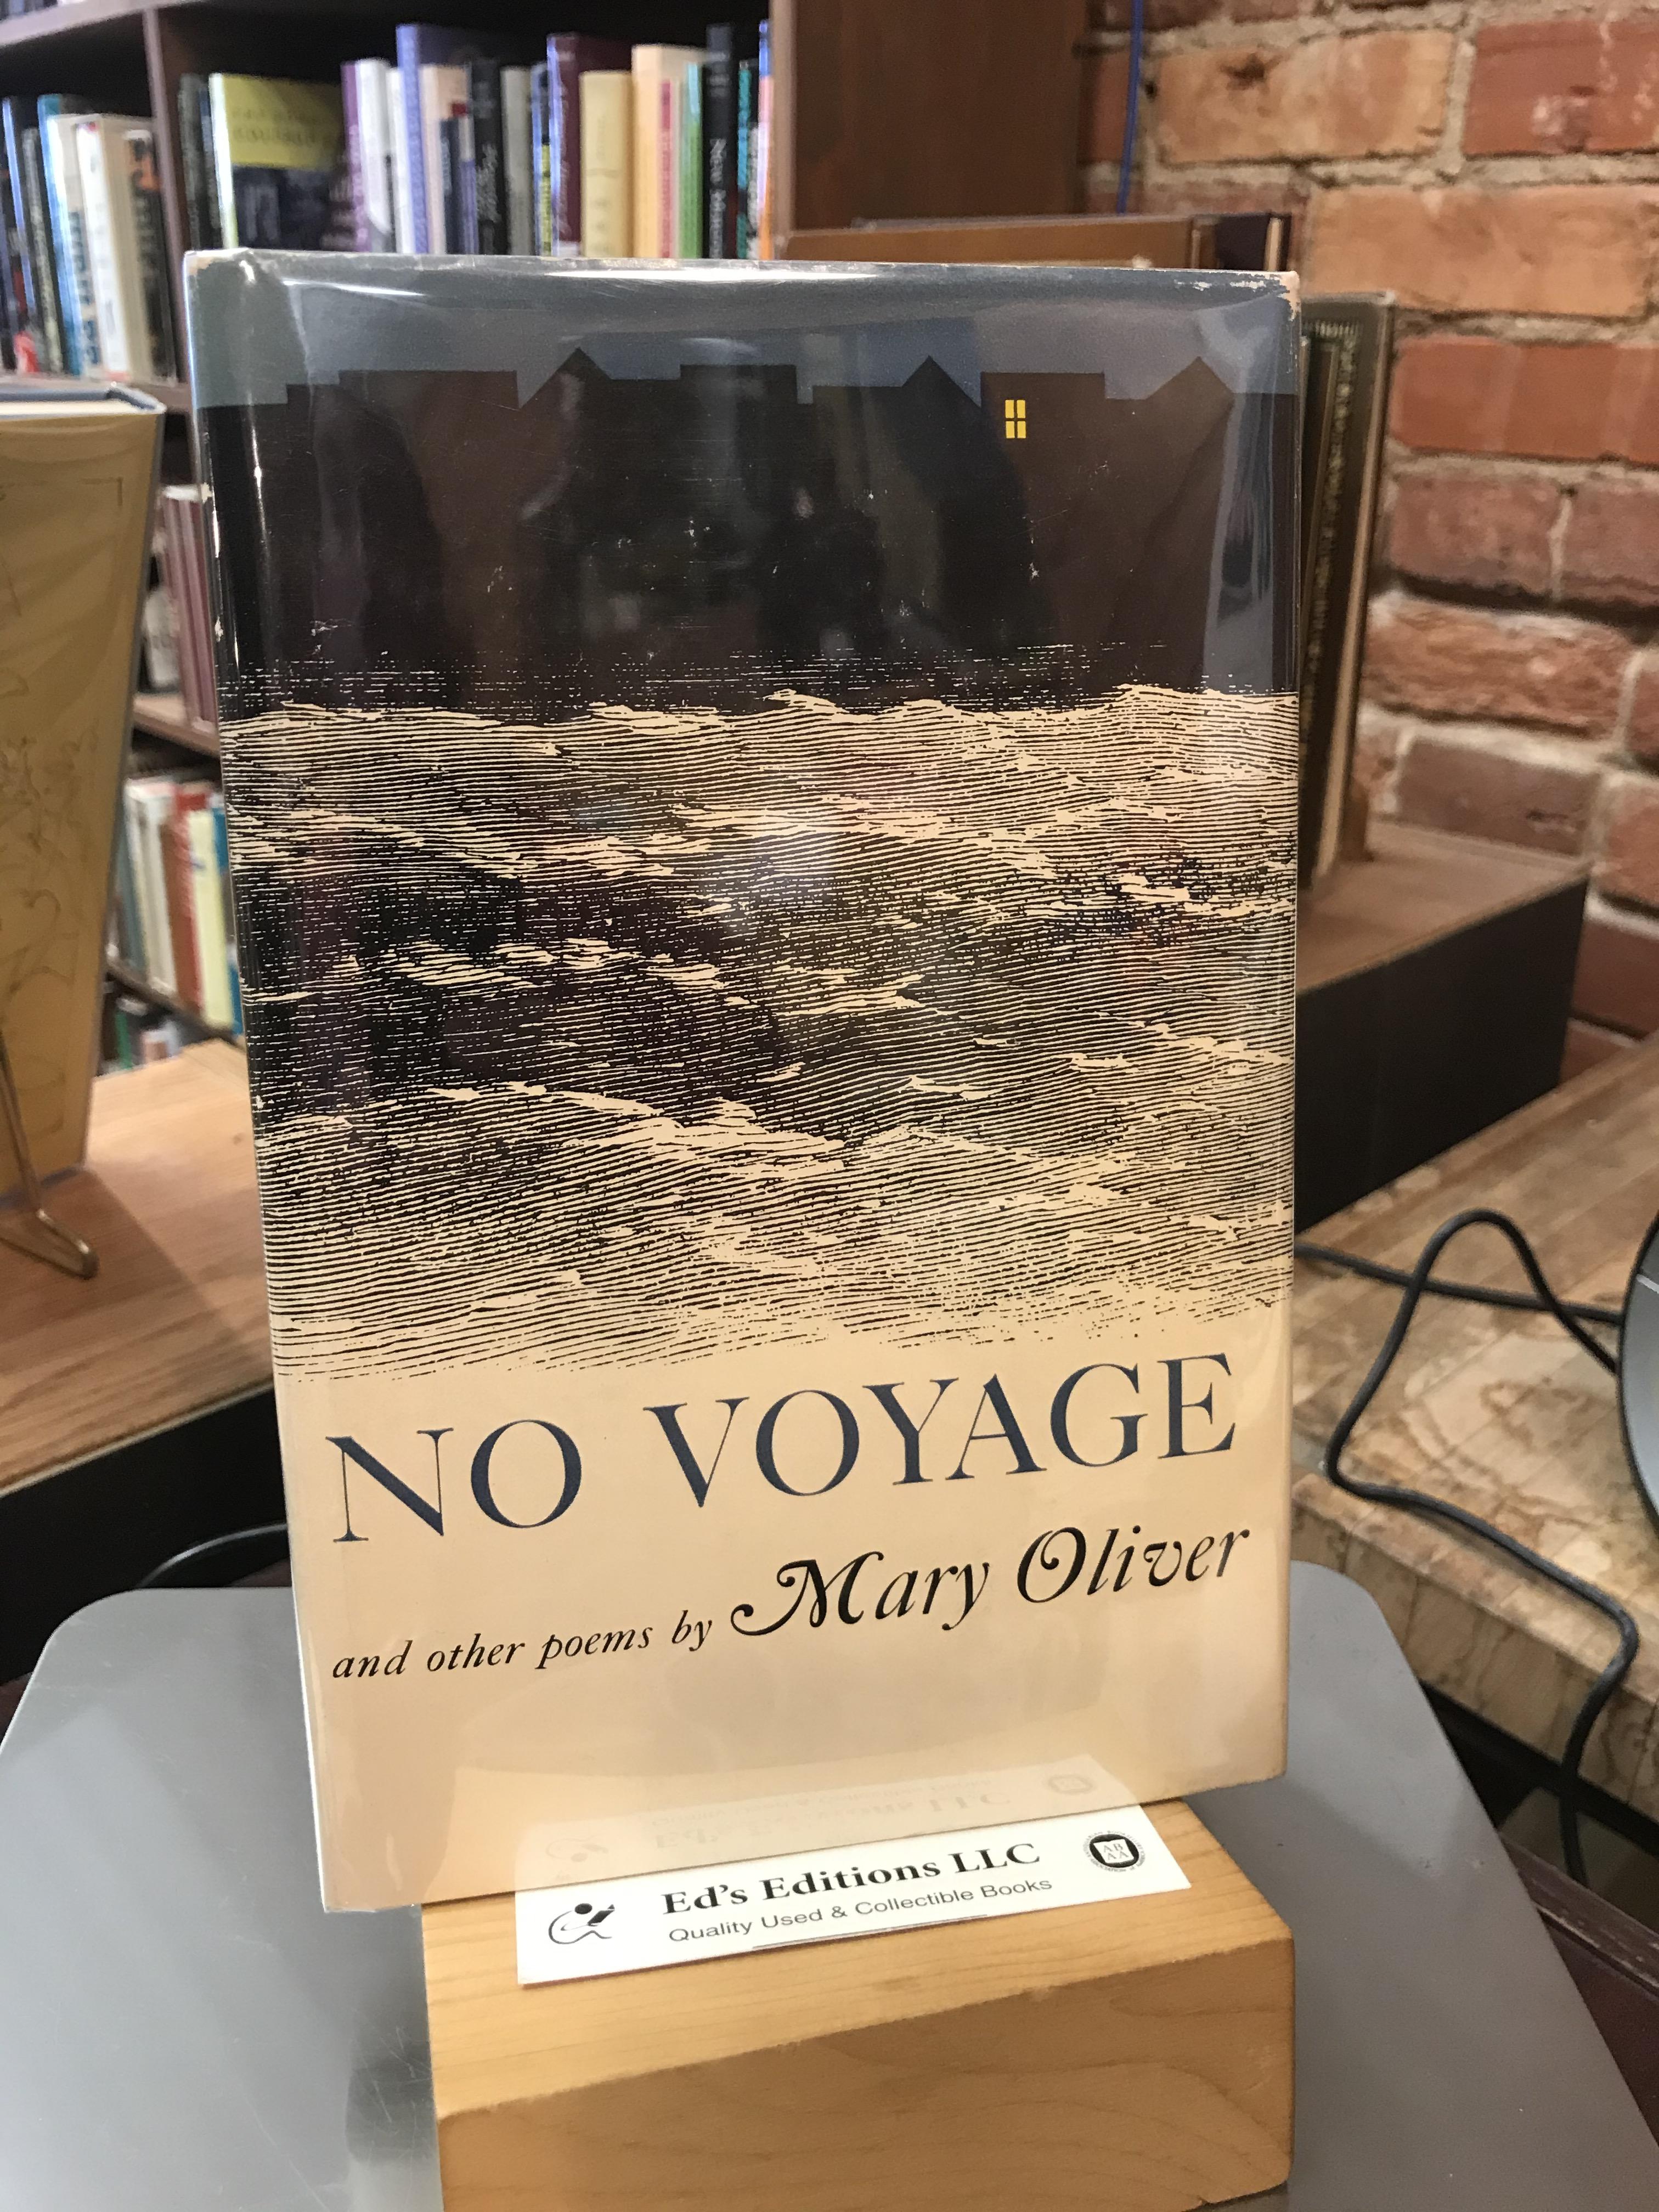 NO VOYAGE
and other poems by Mary Oliver
Ed's Editions LLC
Quality Used & Collectible Books